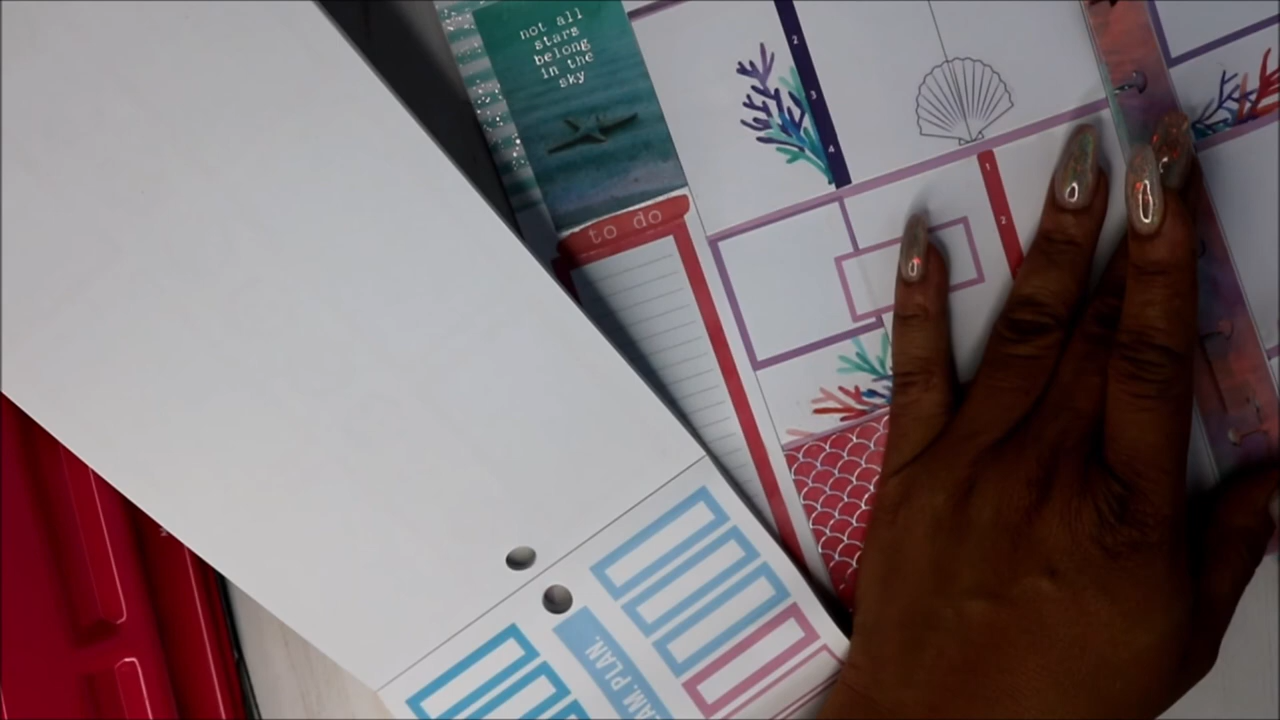 not all
stars
belong
in the
sky
to do
2
3
4
1
2
AM. PLAN.